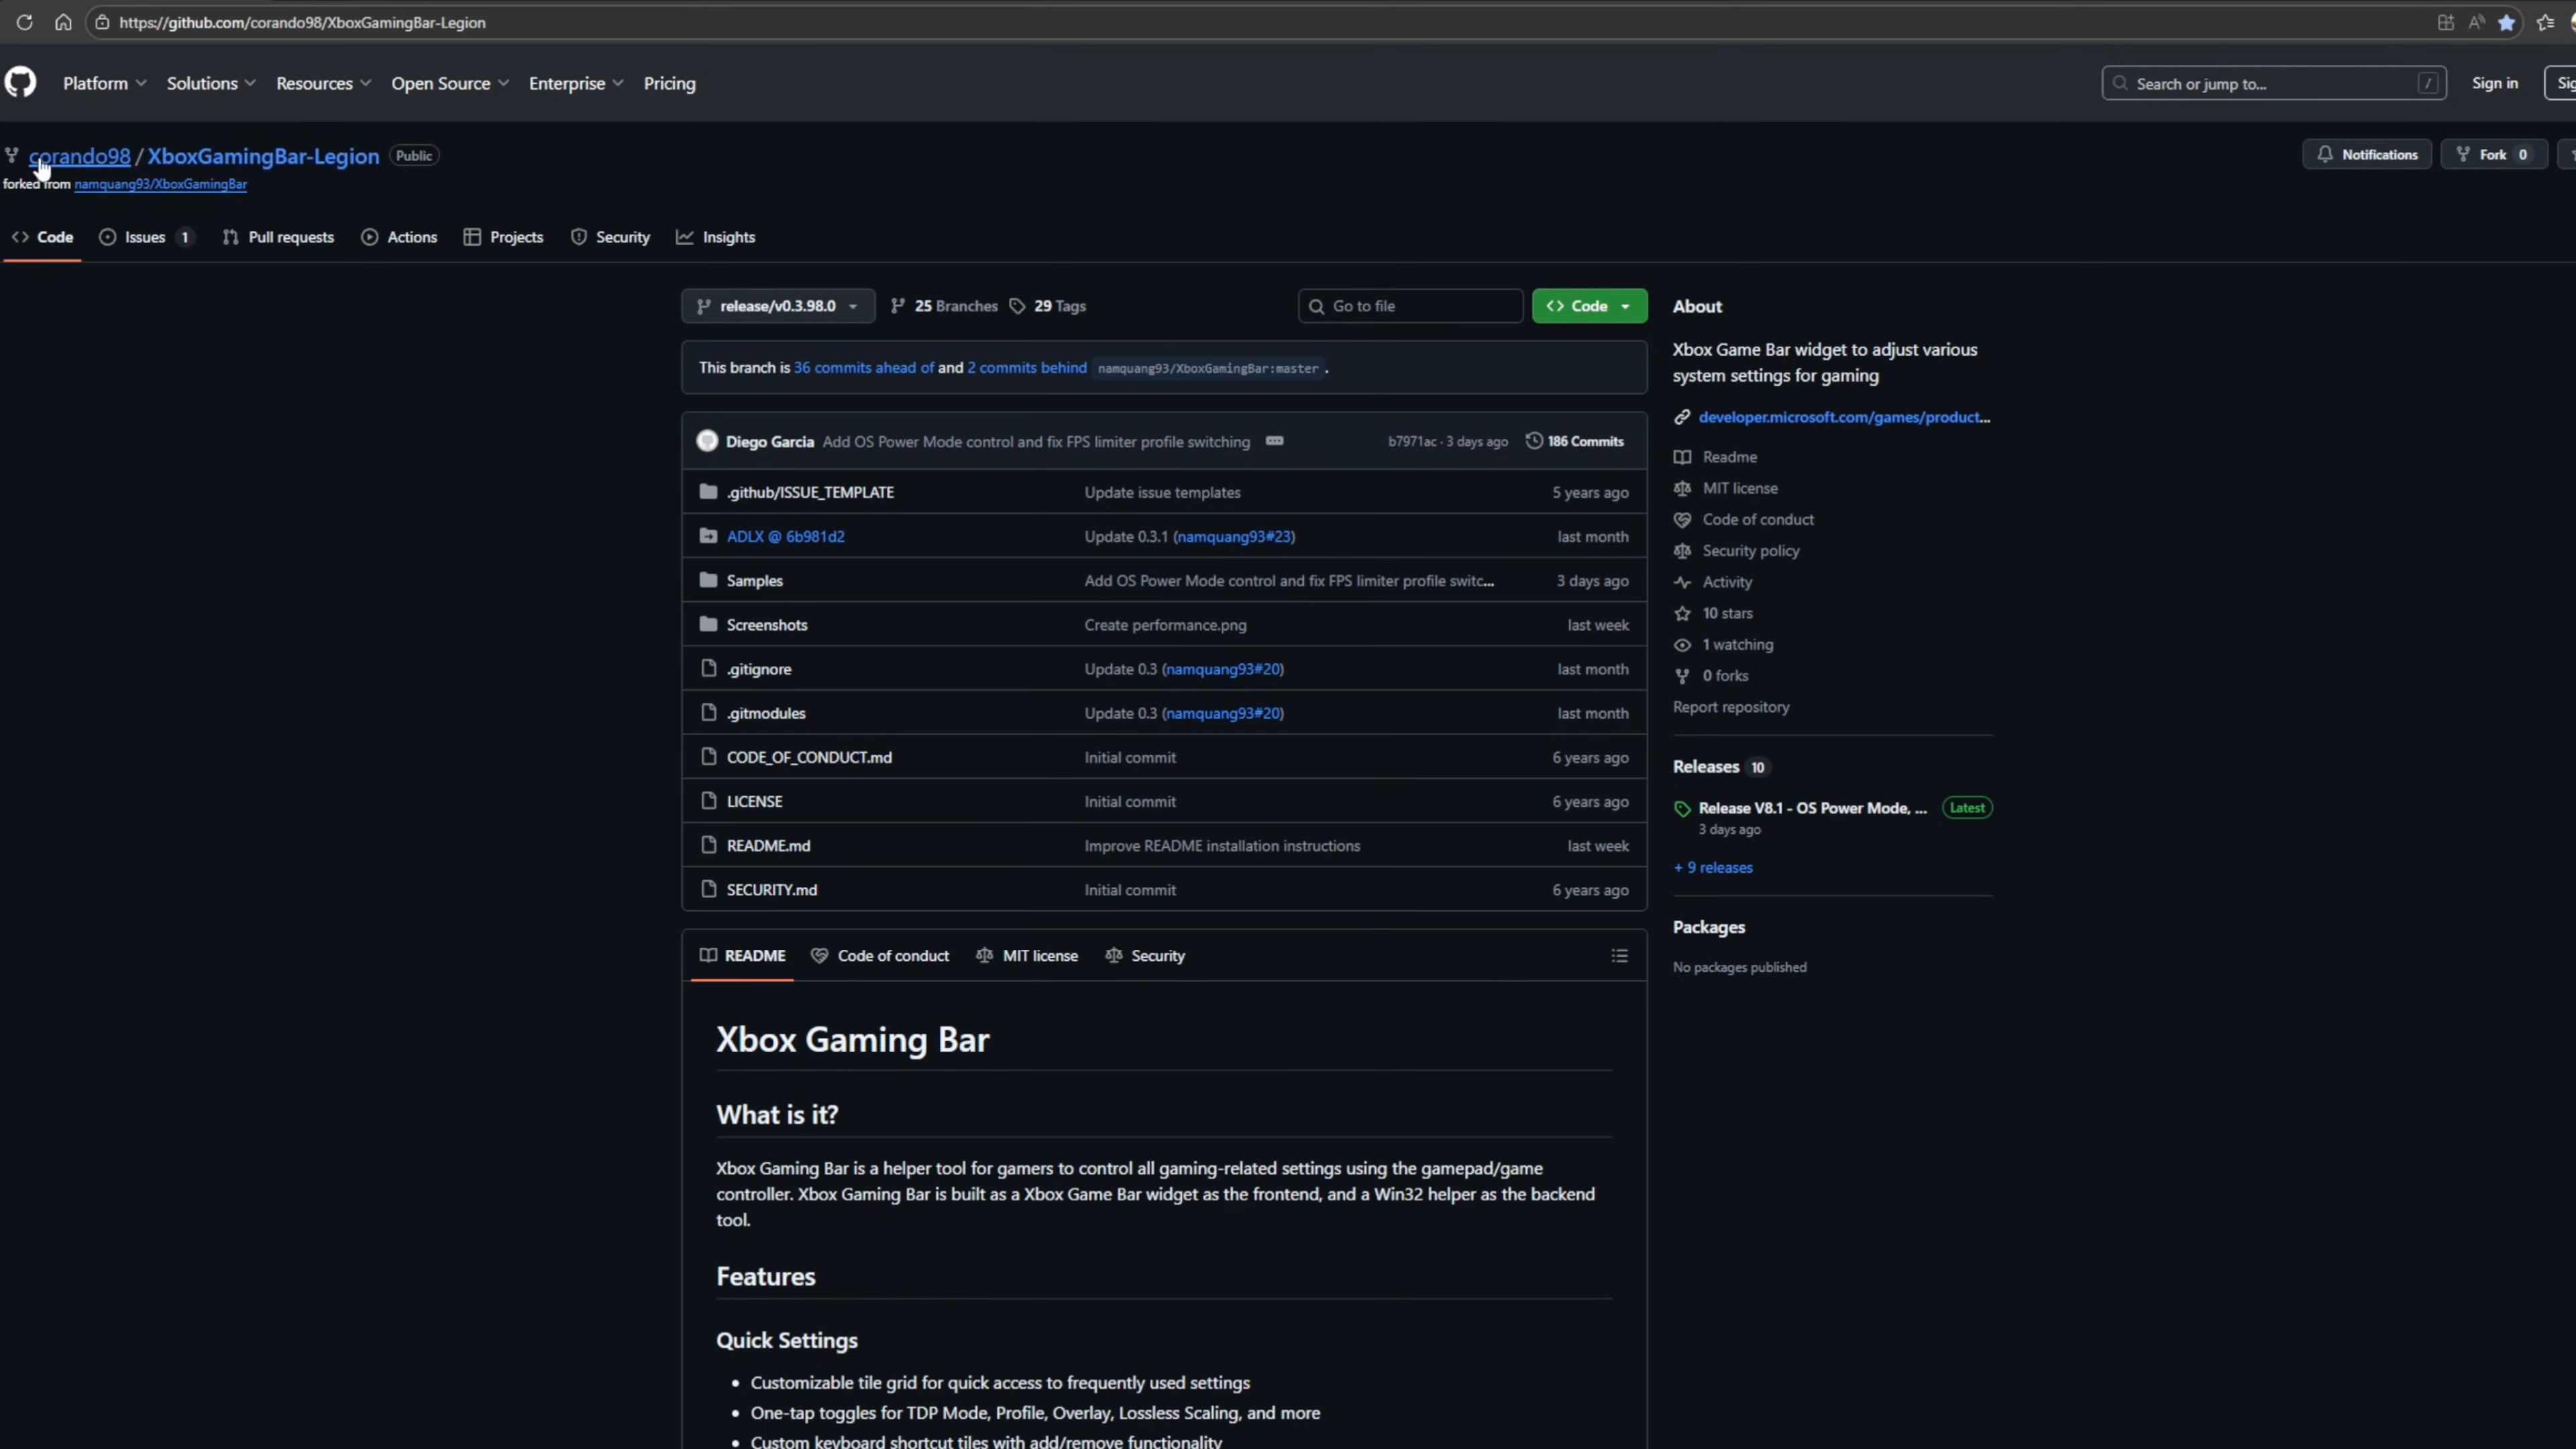 https://github.com/corando98/XboxGamingBar-Legion
Platform Solutions Resources Open Source Enterprise Pricing
Search or jump to... /
Sign in
corando98 / XboxGamingBar-Legion Public
Notifications
Fork 0
forked from namquang93/XboxGamingBar
Code Issues 1 Pull requests Actions Projects Security Insights
release/v0.3.98.0 25 Branches 29 Tags
Go to file
Code
This branch is 36 commits ahead of and 2 commits behind namquang93/XboxGamingBar:master .
Diego Garcia Add OS Power Mode control and fix FPS limiter profile switching b7971ac · 3 days ago 186 Commits
.github/ISSUE_TEMPLATE Update issue templates 5 years ago
ADLX @ 6b981d2 Update 0.3.1 (namquang93#23) last month
Samples Add OS Power Mode control and fix FPS limiter profile switc... 3 days ago
Screenshots Create performance.png last week
.gitignore Update 0.3 (namquang93#20) last month
.gitmodules Update 0.3 (namquang93#20) last month
CODE_OF_CONDUCT.md Initial commit 6 years ago
LICENSE Initial commit 6 years ago
README.md Improve README installation instructions last week
SECURITY.md Initial commit 6 years ago
README Code of conduct MIT license Security
Xbox Gaming Bar
What is it?
Xbox Gaming Bar is a helper tool for gamers to control all gaming-related settings using the gamepad/game
controller. Xbox Gaming Bar is built as a Xbox Game Bar widget as the frontend, and a Win32 helper as the backend
tool.
Features
Quick Settings
• Customizable tile grid for quick access to frequently used settings
• One-tap toggles for TDP Mode, Profile, Overlay, Lossless Scaling, and more
• Custom keyboard shortcut tiles with add/remove functionality
About
Xbox Game Bar widget to adjust various
system settings for gaming
developer.microsoft.com/games/product...
Readme
MIT license
Code of conduct
Security policy
Activity
10 stars
1 watching
0 forks
Report repository
Releases 10
Release V8.1 - OS Power Mode, ... Latest
3 days ago
+ 9 releases
Packages
No packages published